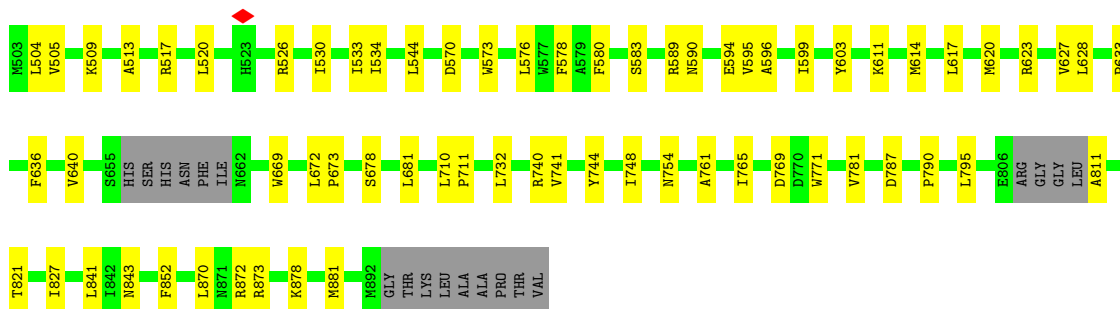 M503 L504 V505 K509 A513 R517 L520 H523 R526 I530 I533 I534 L544 D570 W573 L576 W577 F578 A579 F580 S583 R589 N590 E594 V595 A596 I599 Y603 K611 M614 L617 M620 R623 V627 L628
F636 V640 S655 HIS SER HIS ASN PHE ILE N662 W669 L672 P673 S678 L681 L710 P711 L732 R740 V741 Y744 I748 N754 A761 I765 D769 D770 W771 V781 D787 P790 L795 E806 ARG GLY GLY LEU A811
T821 I827 L841 I842 N843 F852 L870 N871 R872 R873 K878 M881 M892 GLY THR LYS LEU ALA ALA PRO THR VAL